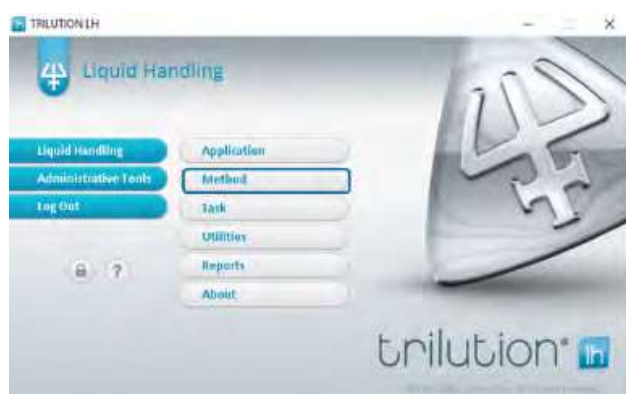 TRILUTION LH
Liquid Handling
Liquid Handling
Administrative Tools
Log Out
Application
Method
Task
Utilities
Reports
About
?
trilution® lh